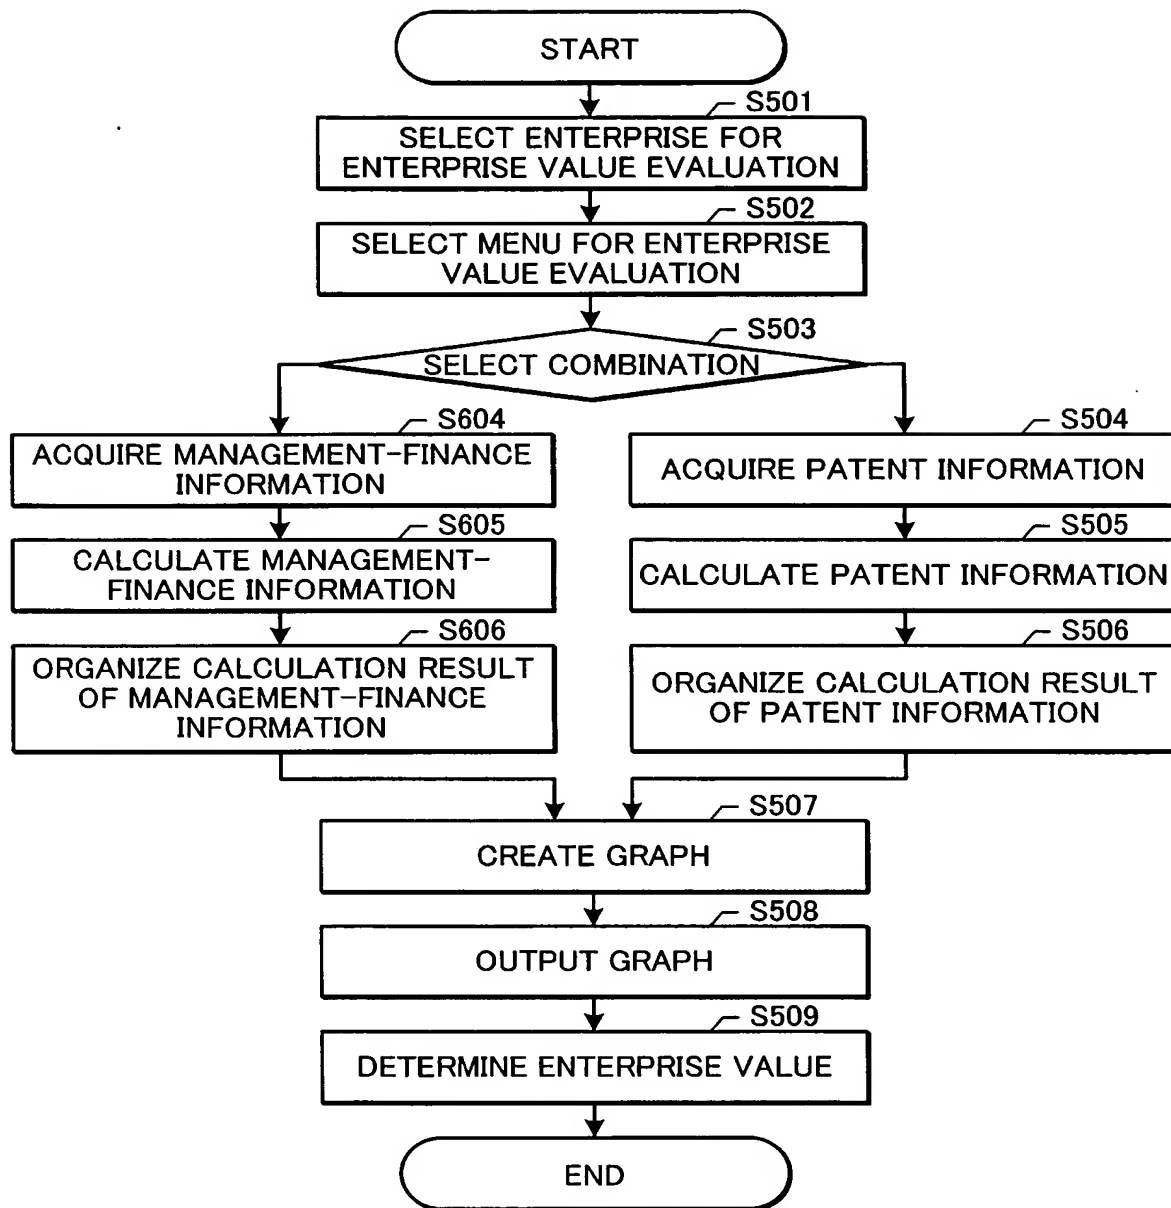 START
S501
SELECT ENTERPRISE FOR
ENTERPRISE VALUE EVALUATION
S502
SELECT MENU FOR ENTERPRISE
VALUE EVALUATION
S503
SELECT COMBINATION
S604
ACQUIRE MANAGEMENT-FINANCE
INFORMATION
S605
CALCULATE MANAGEMENT-
FINANCE INFORMATION
S606
ORGANIZE CALCULATION RESULT
OF MANAGEMENT-FINANCE
INFORMATION
S504
ACQUIRE PATENT INFORMATION
S505
CALCULATE PATENT INFORMATION
S506
ORGANIZE CALCULATION RESULT
OF PATENT INFORMATION
S507
CREATE GRAPH
S508
OUTPUT GRAPH
S509
DETERMINE ENTERPRISE VALUE
END